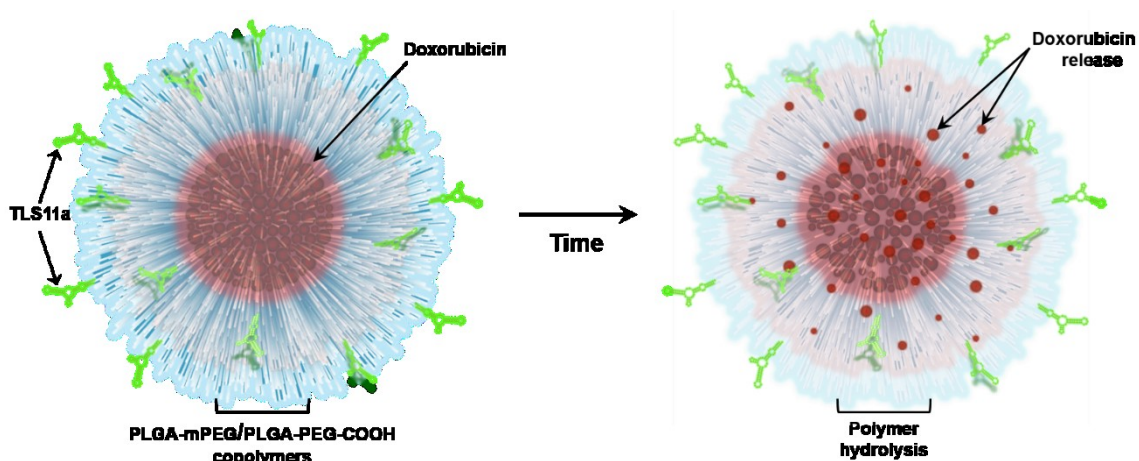 Doxorubicin
TLS11a
PLGA-mPEG/PLGA-PEG-COOH
copolymers
Time
Doxorubicin
release
Polymer
hydrolysis